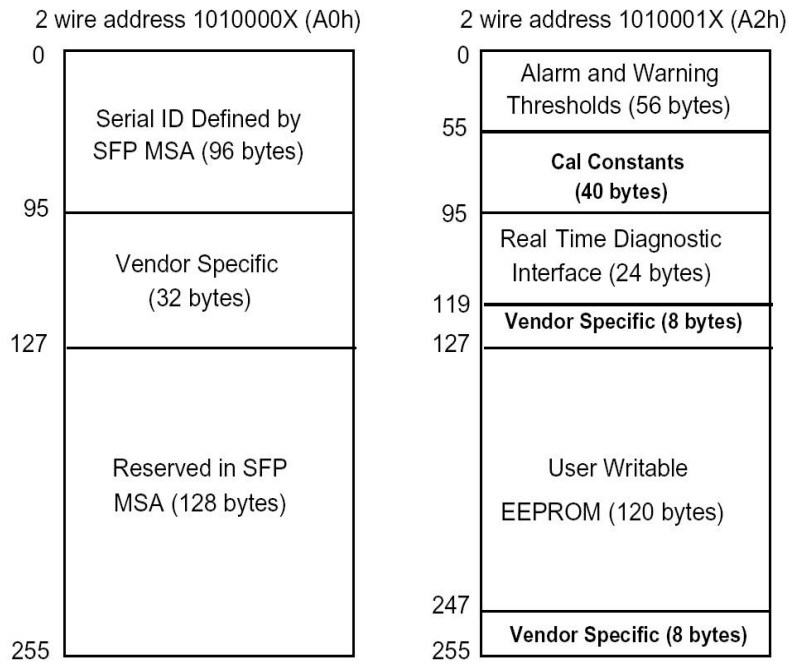 2 wire address 1010000X (A0h)
0
Serial ID Defined by
SFP MSA (96 bytes)
95
Vendor Specific
(32 bytes)
127
Reserved in SFP
MSA (128 bytes)
255
2 wire address 1010001X (A2h)
0
Alarm and Warning
Thresholds (56 bytes)
55
Cal Constants
(40 bytes)
95
Real Time Diagnostic
Interface (24 bytes)
119
Vendor Specific (8 bytes)
127
User Writable
EEPROM (120 bytes)
247
Vendor Specific (8 bytes)
255